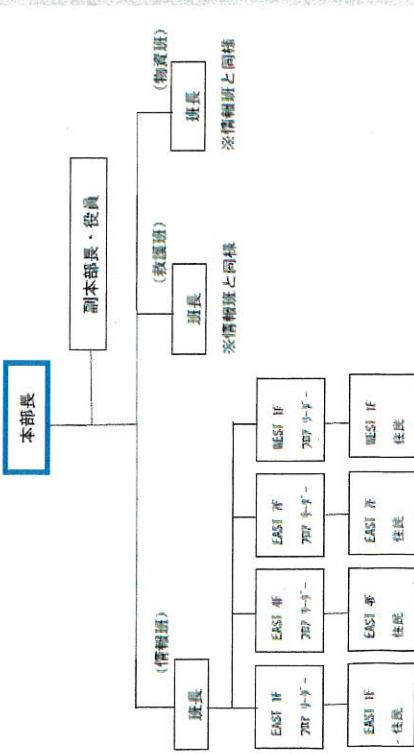 本部長
副本部長・役員
(情報班)
班長
(救護班)
班長
※情報班と同様
(物資班)
班長
※情報班と同様
EAST 1F
フロアリーダー
EAST 4F
フロアリーダー
EAST 7F
フロアリーダー
WEST 1F
フロアリーダー
EAST 1F
住民
EAST 4F
住民
EAST 7F
住民
WEST 1F
住民